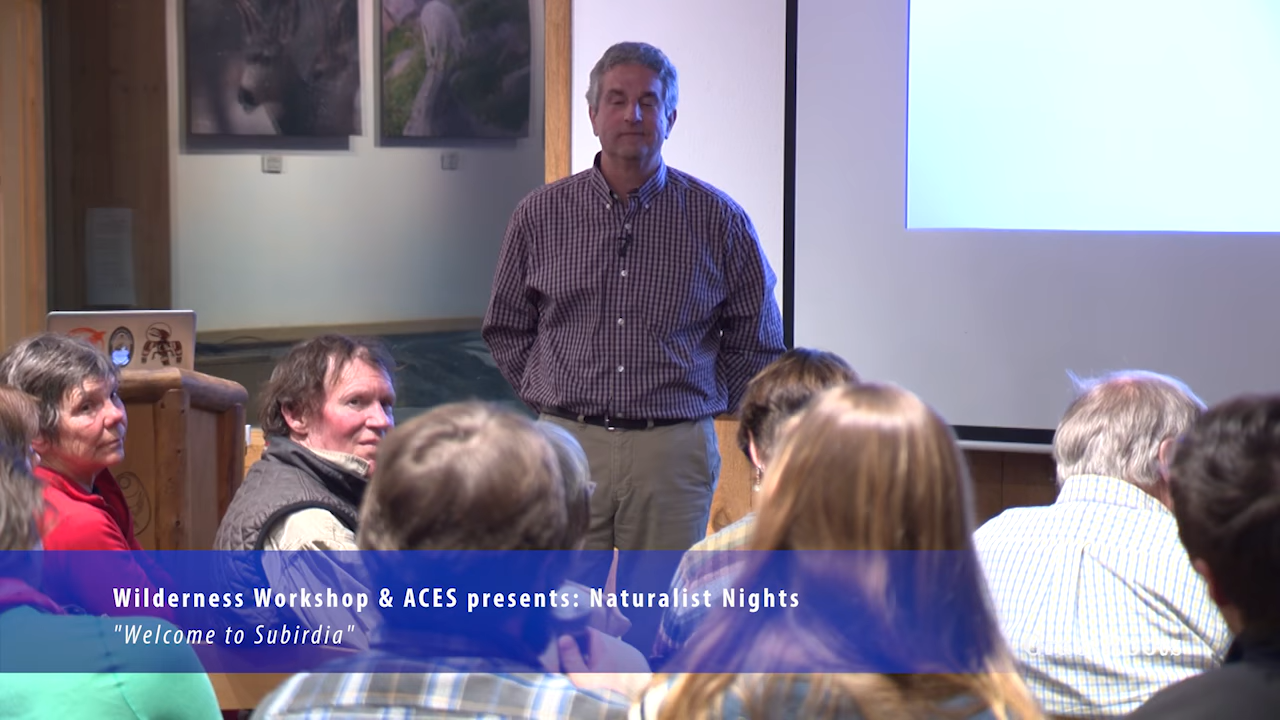 Wilderness Workshop & ACES presents: Naturalist Nights
"Welcome to Subirdia"